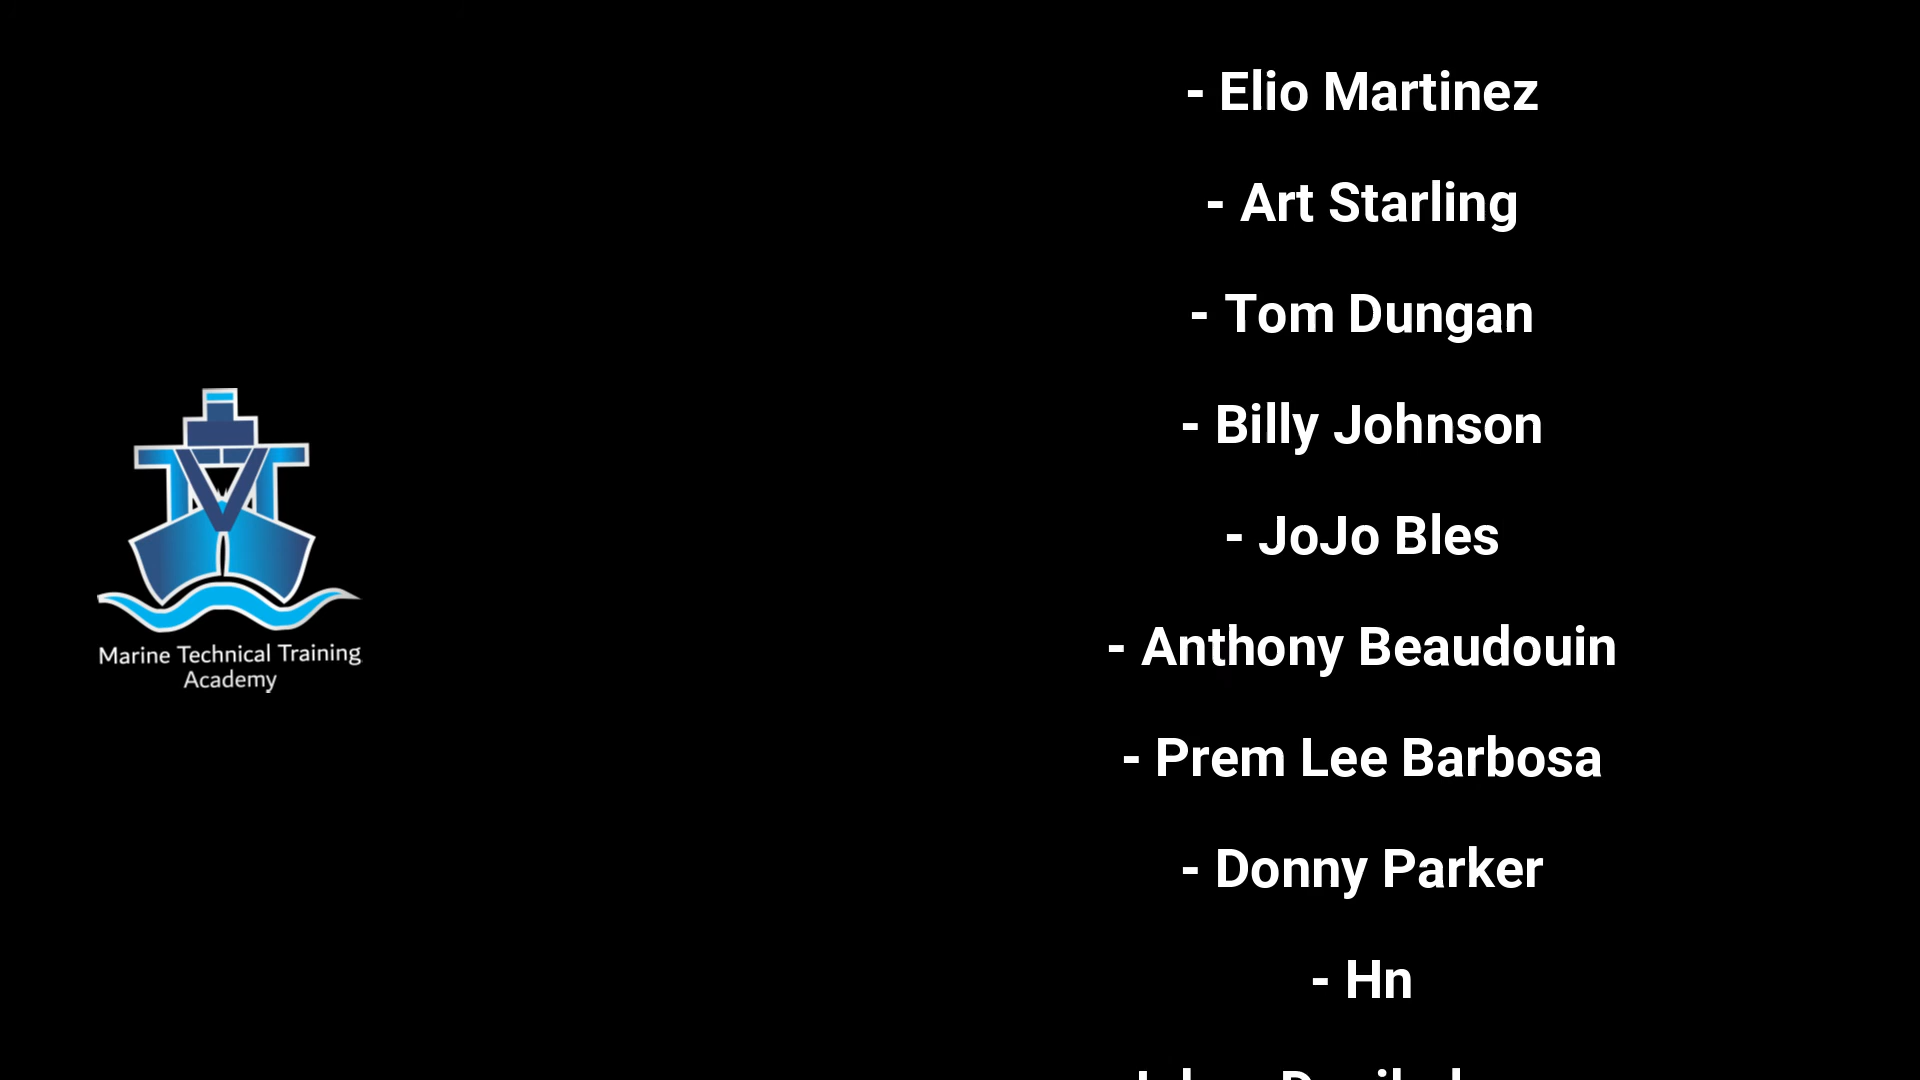 - Elio Martinez
- Art Starling
- Tom Dungan
- Billy Johnson
- JoJo Bles
- Anthony Beaudouin
- Prem Lee Barbosa
- Donny Parker
- Hn
Marine Technical Training
Academy